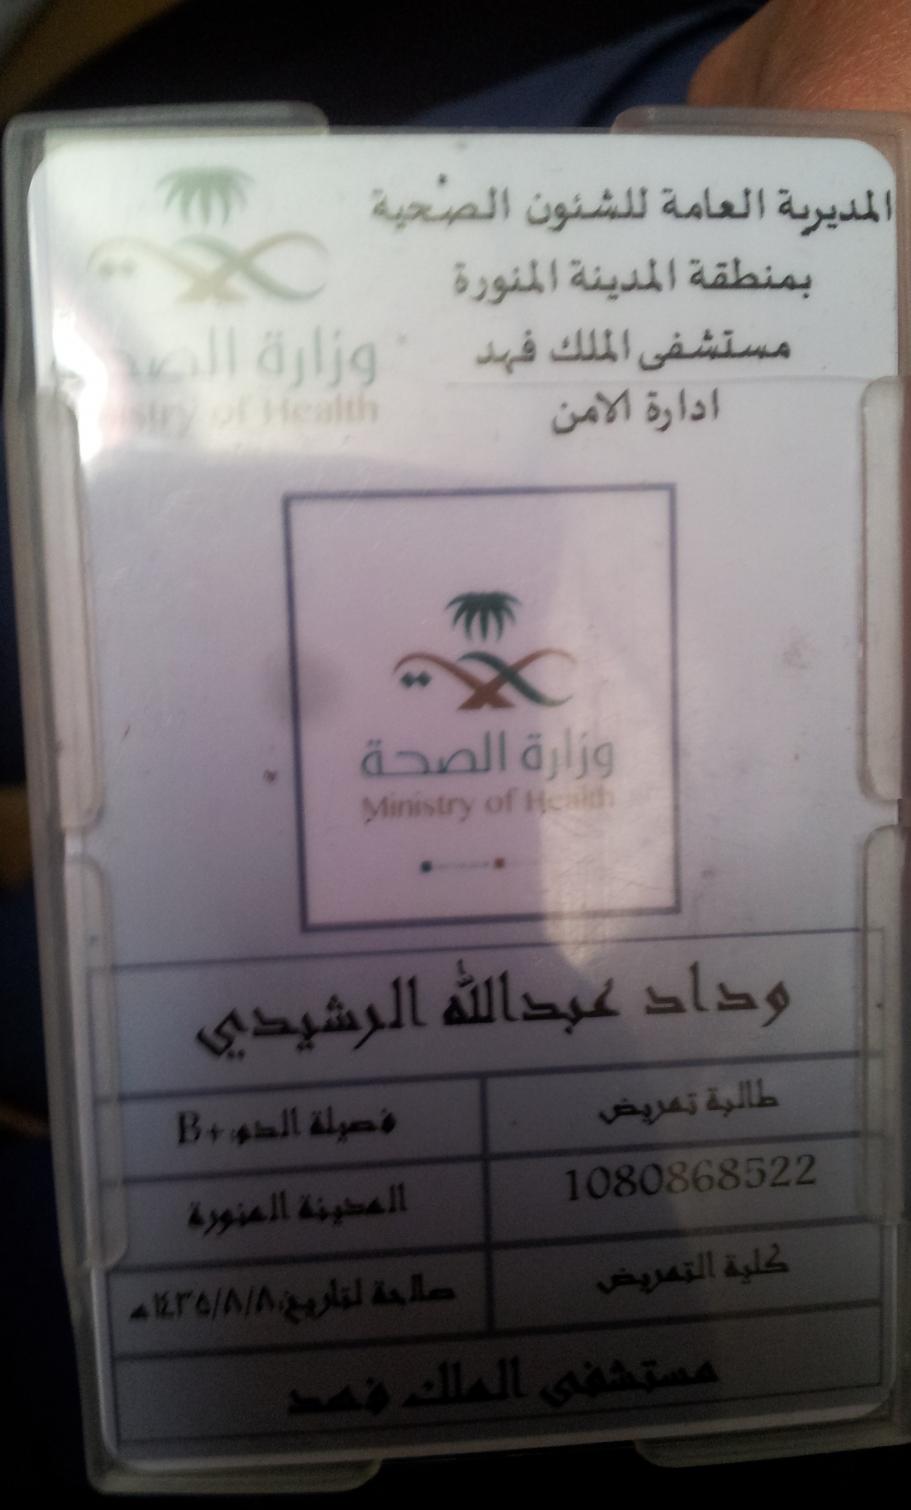 المديرية العامة للشئون الصحية
بمنطقة المدينة المنورة
مستشفى الملك فهد
ادارة الامن
وزارة الصحة
Ministry of Health
وزارة الصحة
Ministry of Health
وداد عبدالله الرشيدي
طالبة تمريض
فصيلة الدم:+B
1080868522
المدينة المنورة
كلية التمريض
صالحة لتاريخ:١٤٣٥/٨/٨هـ
مستشفى الملك فهد